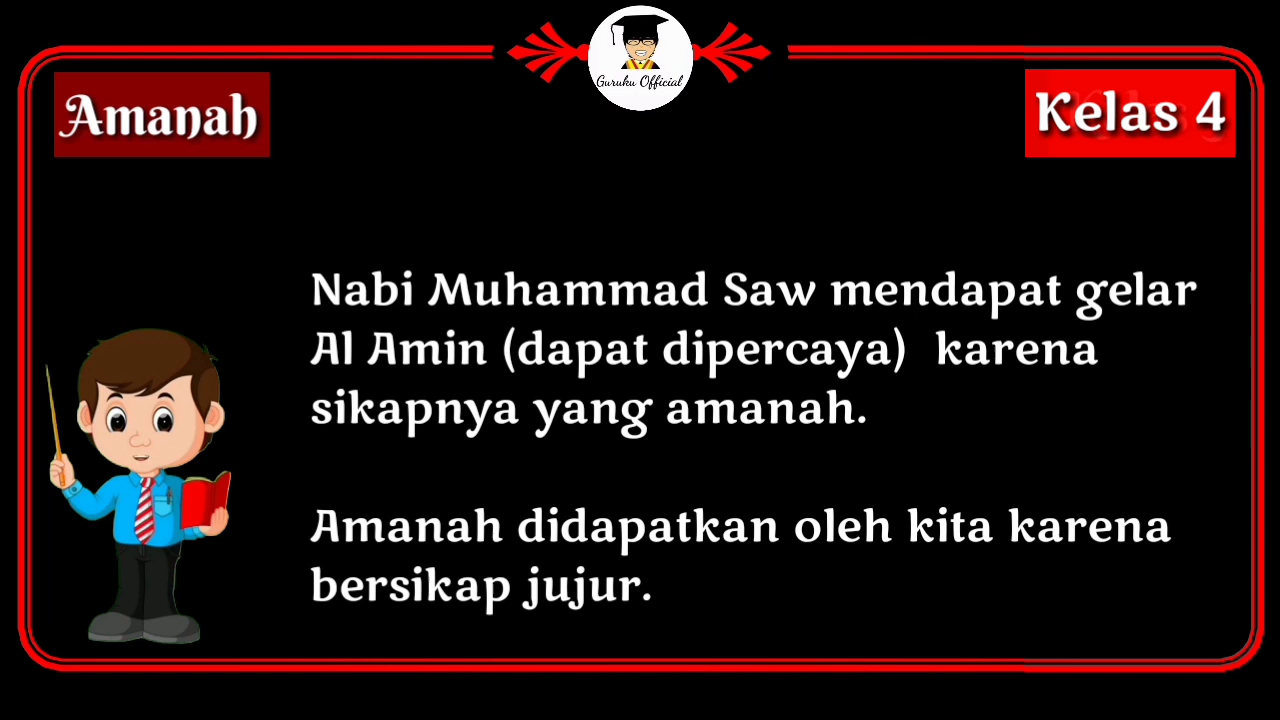 Guruku Official
Amanah
Kelas 4
Nabi Muhammad Saw mendapat gelar
Al Amin (dapat dipercaya) karena
sikapnya yang amanah.
Amanah didapatkan oleh kita karena
bersikap jujur.